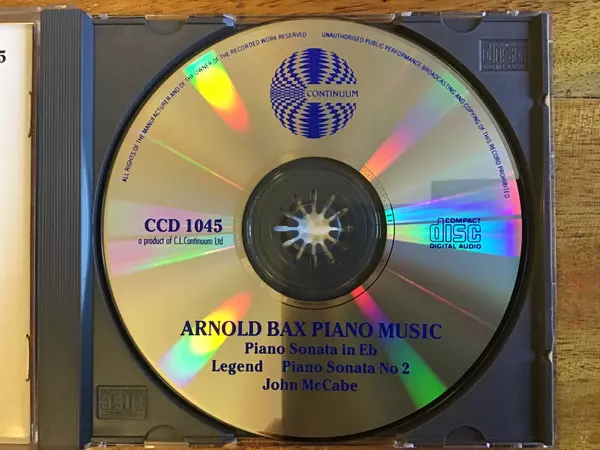 5
ALL RIGHTS OF THE MANUFACTURER AND OF THE OWNER OF THE RECORDED WORK RESERVED
UNAUTHORISED PUBLIC PERFORMANCE BROADCASTING AND COPYING OF THIS RECORD PROHIBITED
CONTINUUM
CCD 1045
a product of C.L.Continuum Ltd
COMPACT
disc
DIGITAL AUDIO
ARNOLD BAX PIANO MUSIC
Piano Sonata in Eb
Legend Piano Sonata No 2
John McCabe
disc